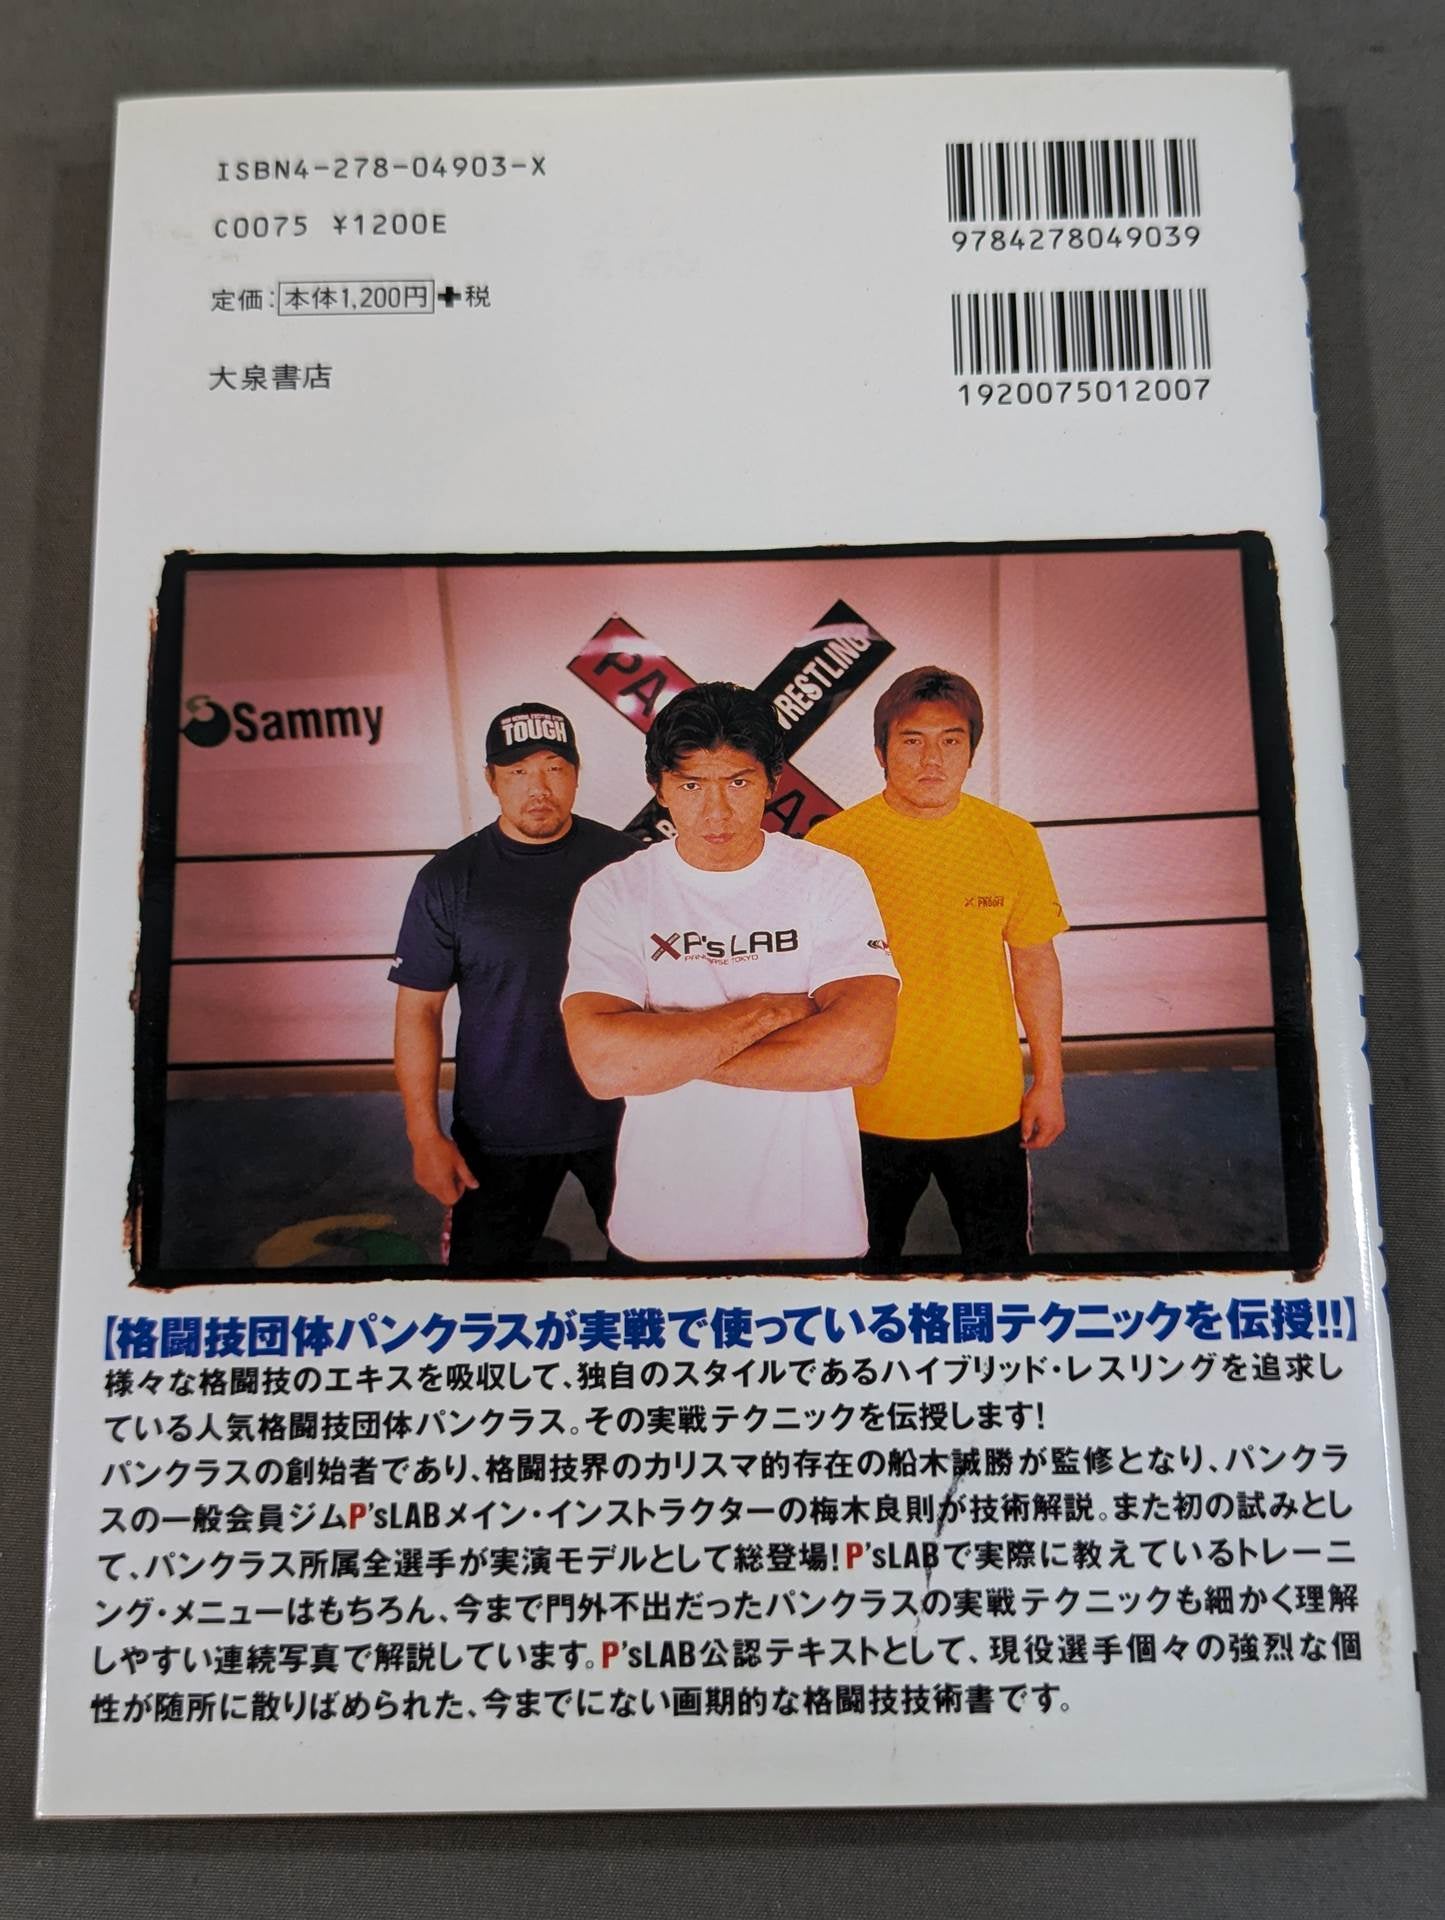 ISBN4-278-04903-X
C0075 ¥1200E
定価:本体1,200円+税
大泉書店
9784278049039
1920075012007
Sammy
PA
WRESTLING
TOUGH
P'sLAB
PANCRASE TOKYO
PROOFS
【格闘技団体パンクラスが実戦で使っている格闘テクニックを伝授!!】
様々な格闘技のエキスを吸収して、独自のスタイルであるハイブリッド・レスリングを追求し
ている人気格闘技団体パンクラス。その実戦テクニックを伝授します!
パンクラスの創始者であり、格闘技界のカリスマ的存在の船木誠勝が監修となり、パンクラ
スの一般会員ジムP'sLABメイン・インストラクターの梅木良則が技術解説。また初の試みとし
て、パンクラス所属全選手が実演モデルとして総登場!P'sLABで実際に教えているトレーニ
ング・メニューはもちろん、今まで門外不出だったパンクラスの実戦テクニックも細かく理解
しやすい連続写真で解説しています。P'sLAB公認テキストとして、現役選手個々の強烈な個
性が随所に散りばめられた、今までにない画期的な格闘技技術書です。